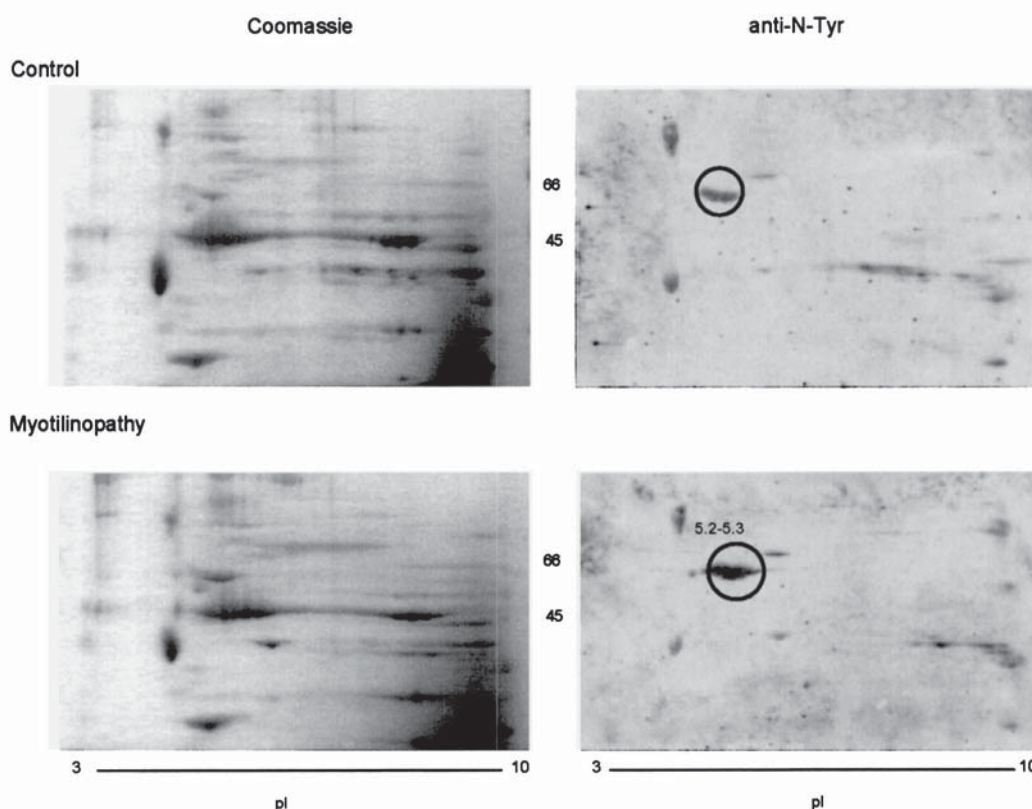 Coomassie anti-N-Tyr
Control
66
45
Myotilinopathy
5.2-5.3
66
45
3 10 3 10
pI pI